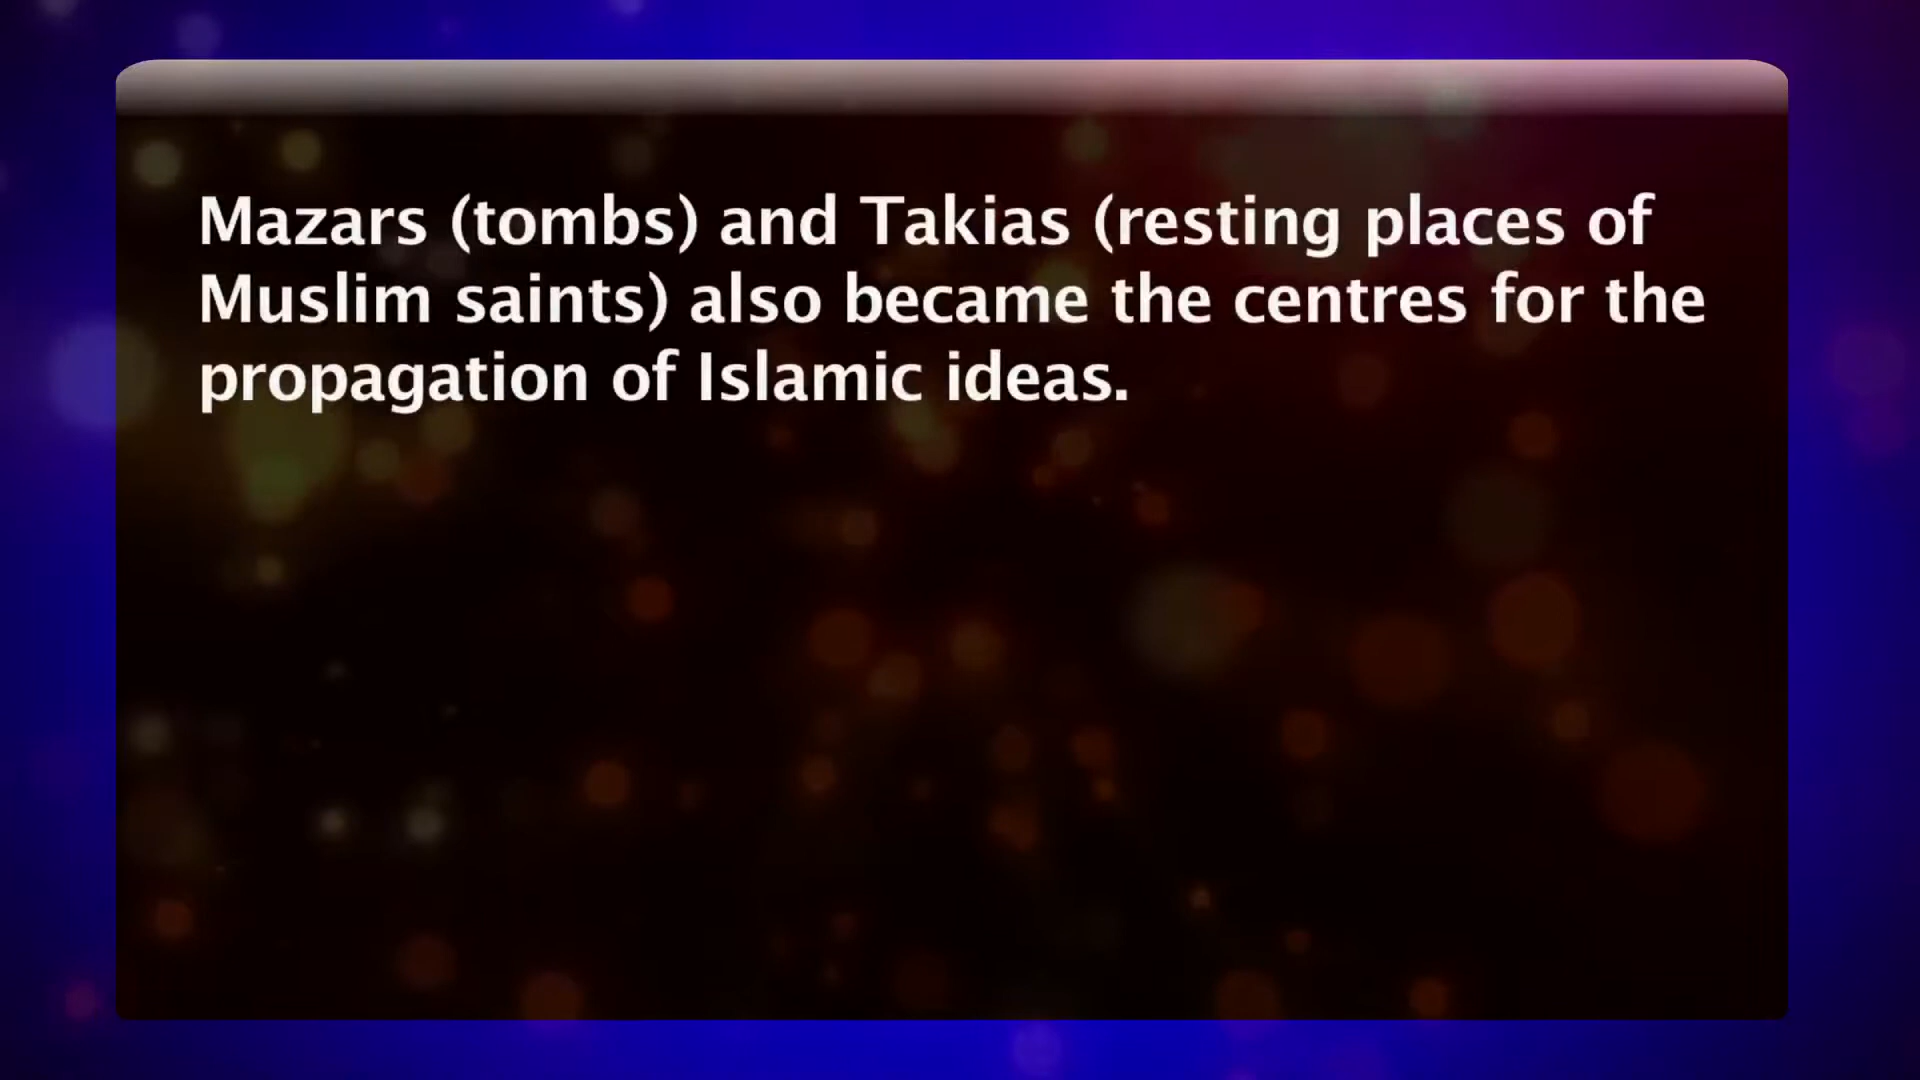 Mazars (tombs) and Takias (resting places of
Muslim saints) also became the centres for the
propagation of Islamic ideas.